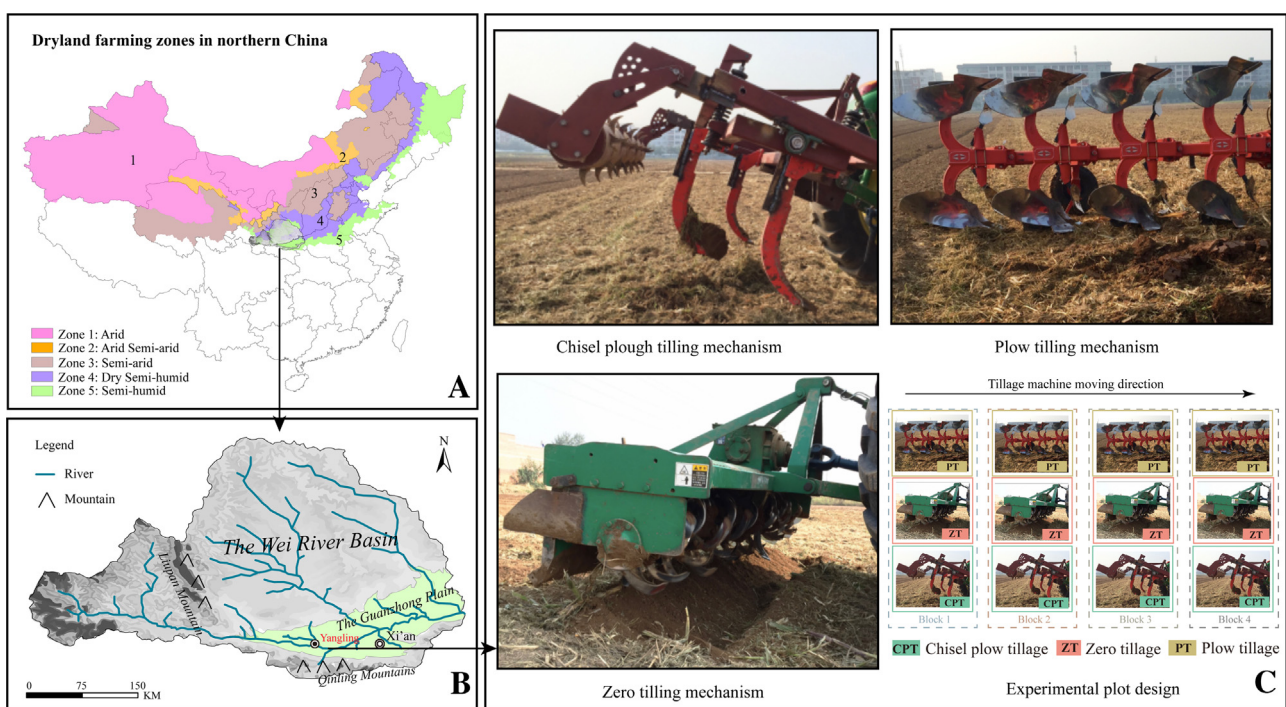 Dryland farming zones in northern China
1
2
3
4
5
Zone 1: Arid
Zone 2: Arid Semi-arid
Zone 3: Semi-arid
Zone 4: Dry Semi-humid
Zone 5: Semi-humid
A
Legend
River
Mountain
N
The Wei River Basin
Liupan Mountain
The Guanshong Plain
Yangling
Xi'an
Qinling Mountains
0 75 150
KM
B
Chisel plough tilling mechanism
Plow tilling mechanism
Zero tilling mechanism
Tillage machine moving direction
PT PT PT PT
ZT ZT ZT ZT
CPT CPT CPT CPT
Block 1 Block 2 Block 3 Block 4
CPT Chisel plow tillage ZT Zero tillage PT Plow tillage
Experimental plot design
C